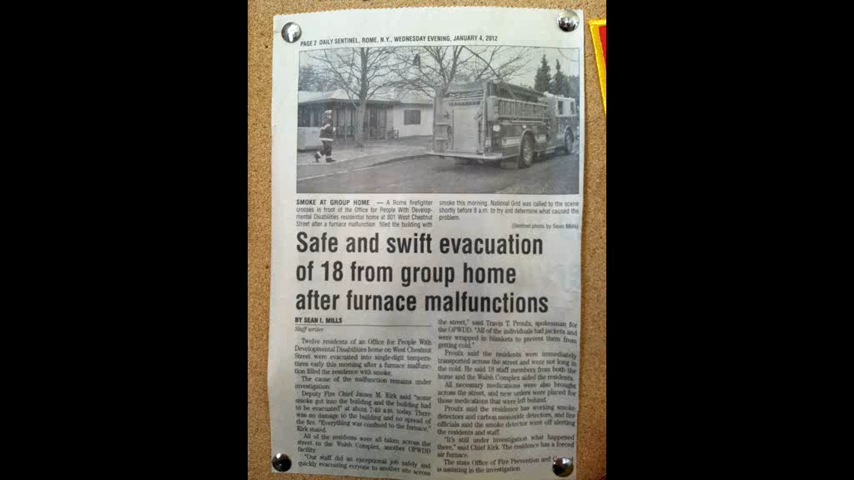 PAGE 2 DAILY SENTINEL, ROME, N.Y., WEDNESDAY EVENING, JANUARY 4, 2012
SMOKE AT GROUP HOME — A Rome firefighter
crosses in front of the Office for People With Develop-
mental Disabilities residential home at 801 West Chestnut
Street after a furnace malfunction filled the building with
smoke this morning. National Grid was called to the scene
shortly before 8 a.m. to try and determine what caused the
problem.
(Sentinel photo by Sean Mills)
Safe and swift evacuation
of 18 from group home
after furnace malfunctions
BY SEAN I. MILLS
Staff writer
Twelve residents of an Office for People With
Developmental Disabilities home on West Chestnut
Street were evacuated into single-digit tempera-
tures early this morning after a furnace malfunc-
tion filled the residence with smoke.
The cause of the malfunction remains under
investigation.
Deputy Fire Chief James M. Kirk said "some
smoke got into the building and the building had
to be evacuated" at about 7:40 a.m. today. There
was no damage to the building and no spread of
the fire. "Everything was confined to the furnace,"
Kirk stated.
All of the residents were all taken across the
street to the Walsh Complex, another OPWDD
facility.
"Our staff did an exceptional job safely and
quickly evacuating everyone to another site across
the street," said Travis T. Proulx, spokesman for
the OPWDD. "All of the individuals had jackets and
were wrapped in blankets to prevent them from
getting cold."
Proulx said the residents were immediately
transported across the street and were not long in
the cold. He said 18 staff members from both the
home and the Walsh Complex aided the residents.
All necessary medications were also brought
across the street, and new orders were placed for
those medications that were left behind.
Proulx said the residence has working smoke
detectors and carbon monoxide detectors, and fire
officials said the smoke detector went off alerting
the residents and staff.
"It's still under investigation what happened
there," said Chief Kirk. The residence has a forced
air furnace.
The state Office of Fire Prevention and
is assisting in the investigation.